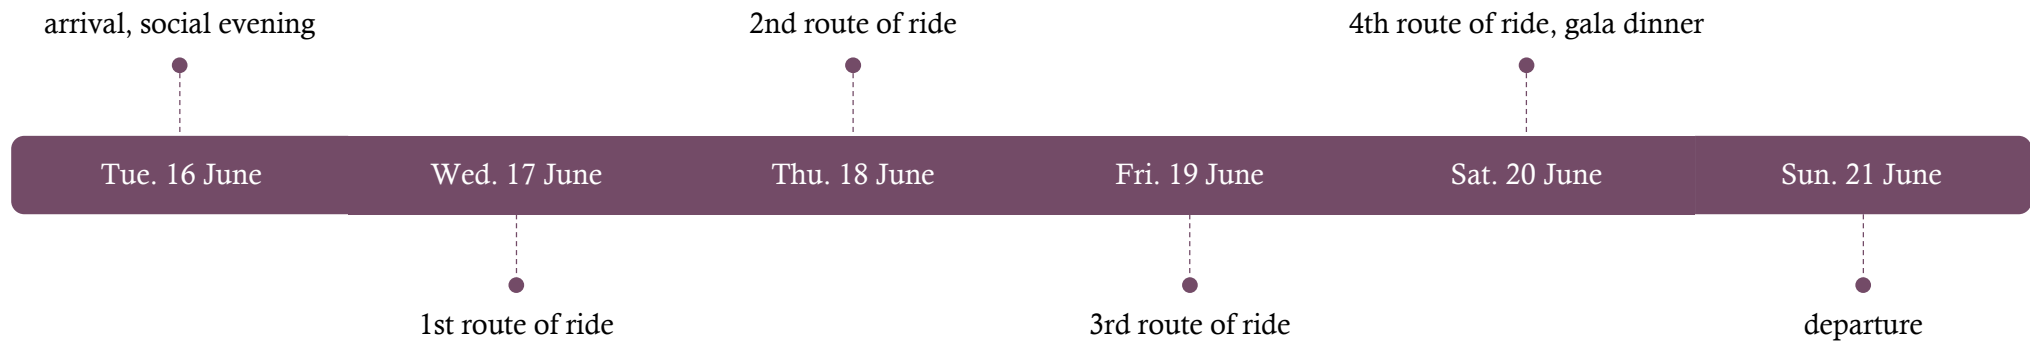 arrival, social evening
2nd route of ride
4th route of ride, gala dinner
Tue. 16 June
Wed. 17 June
Thu. 18 June
Fri. 19 June
Sat. 20 June
Sun. 21 June
1st route of ride
3rd route of ride
departure